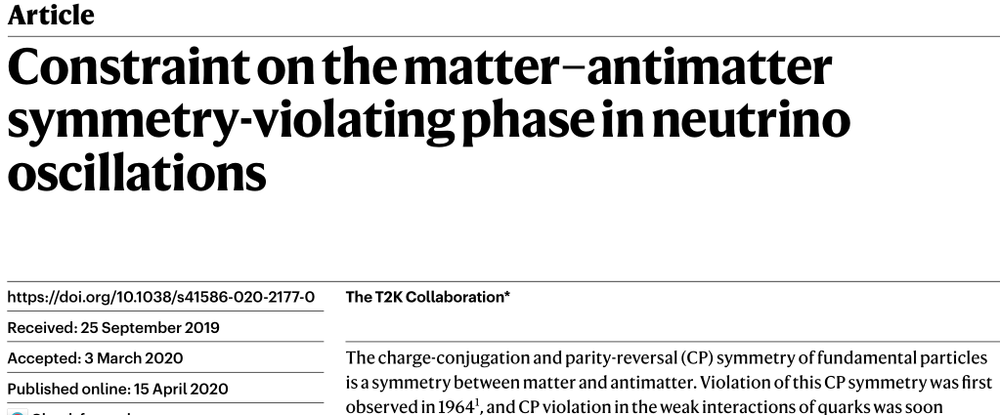 Article
Constraint on the matter–antimatter
symmetry-violating phase in neutrino
oscillations
https://doi.org/10.1038/s41586-020-2177-0
Received: 25 September 2019
Accepted: 3 March 2020
Published online: 15 April 2020
The T2K Collaboration*
The charge-conjugation and parity-reversal (CP) symmetry of fundamental particles
is a symmetry between matter and antimatter. Violation of this CP symmetry was first
observed in 1964¹, and CP violation in the weak interactions of quarks was soon